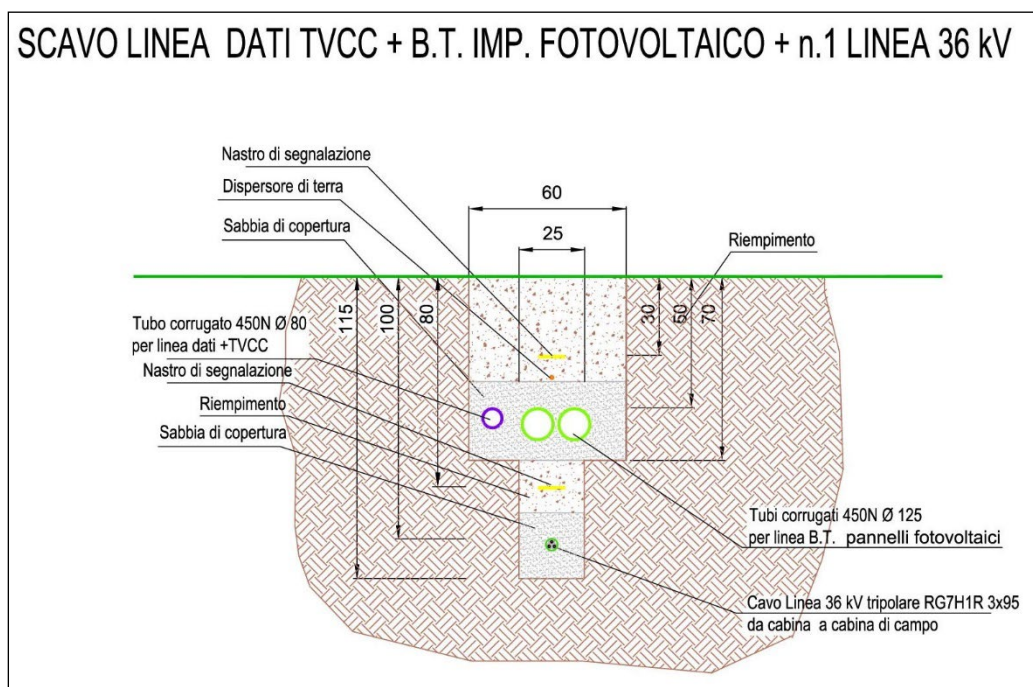 SCAVO LINEA DATI TVCC + B.T. IMP. FOTOVOLTAICO + n.1 LINEA 36 kV
Nastro di segnalazione
Dispersore di terra
Sabbia di copertura
60
25
Riempimento
Tubo corrugato 450N Ø 80
per linea dati +TVCC
Nastro di segnalazione
Riempimento
Sabbia di copertura
115
100
80
30
50
70
Tubi corrugati 450N Ø 125
per linea B.T. pannelli fotovoltaici
Cavo Linea 36 kV tripolare RG7H1R 3x95
da cabina a cabina di campo